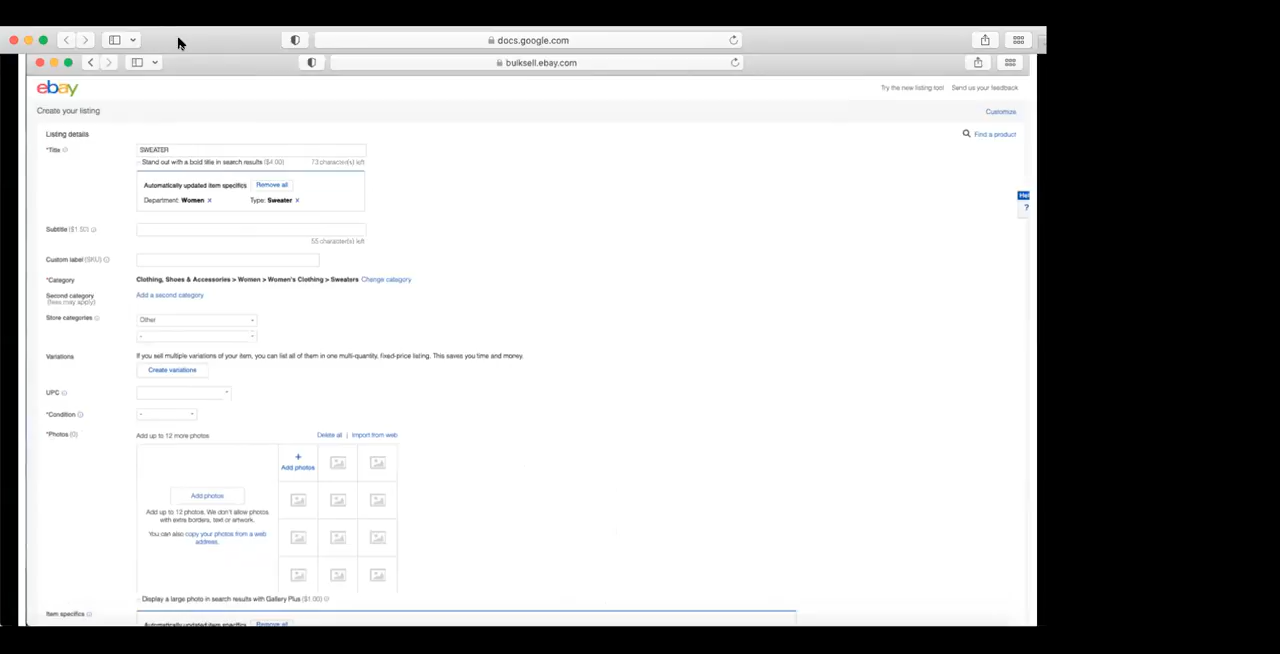 docs.google.com
bulksell.ebay.com
ebay
Try the new listing tool Send us your feedback
Create your listing
Customize
Listing details
Find a product
*Title
SWEATER
Stand out with a bold title in search results ($4.00) 73 character(s) left
Automatically updated item specifics Remove all
Department: Women x Type: Sweater x
Help
?
Subtitle ($1.50)
55 character(s) left
Custom label (SKU)
*Category Clothing, Shoes & Accessories > Women > Women's Clothing > Sweaters Change category
Second category Add a second category
(fees may apply)
Store categories Other
-
Variations If you sell multiple variations of your item, you can list all of them in one multi-quantity, fixed-price listing. This saves you time and money.
Create variations
UPC
*Condition -
*Photos Add up to 12 more photos Delete all | Import from web
+
Add photos
Add photos
Add up to 12 photos. We don't allow photos
with extra borders, text or artwork.
You can also copy your photos from a web
address.
Display a large photo in search results with Gallery Plus ($1.00)
Item specifics
Automatically updated item specifics Remove all